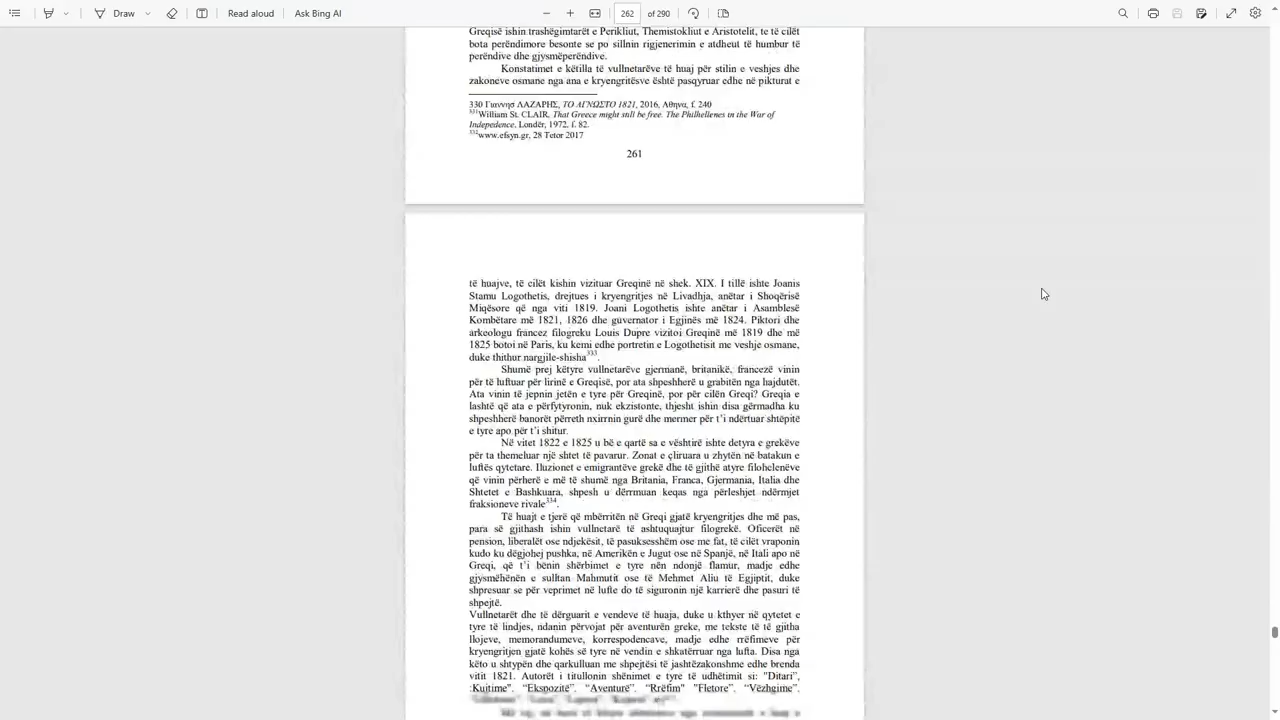 Draw
Read aloud
Ask Bing AI
262 of 290
Greqisë ishin trashëgimtarët e Perikliut, Themistokliut e Aristotelit, te të cilët
bota perëndimore besonte se po sillnin rigjenerimin e atdheut të humbur të
perëndive dhe gjysmëperëndive.
Konstatimet e këtilla të vullnetarëve të huaj për stilin e veshjes dhe
zakoneve osmane nga ana e kryengritësve është pasqyruar edhe në pikturat e
330 Γιαννησ ΛΑΖΑΡΗΣ, ΤΟ ΑΓΝΩΣΤΟ 1821, 2016, Αθηνα, f. 240
331William St. CLAIR, That Greece might still be free. The Philhellenes in the War of
Indepedence. Londër, 1972, f. 82.
332www.efsyn.gr, 28 Tetor 2017
261
të huajve, të cilët kishin vizituar Greqinë në shek. XIX. I tillë ishte Joanis
Stamu Logothetis, drejtues i kryengritjes në Livadhja, anëtar i Shoqërisë
Miqësore që nga viti 1819. Joani Logothetis ishte anëtar i Asamblesë
Kombëtare më 1821, 1826 dhe guvernator i Egjinës më 1824. Piktori dhe
arkeologu francez filogreku Louis Dupre vizitoi Greqinë më 1819 dhe më
1825 botoi në Paris, ku kemi edhe portretin e Logothetisit me veshje osmane,
duke thithur nargjile-shisha333.
Shumë prej këtyre vullnetarëve gjermanë, britanikë, francezë vinin
për të luftuar për lirinë e Greqisë, por ata shpeshherë u grabitën nga hajdutët.
Ata vinin të jepnin jetën e tyre për Greqinë, por për cilën Greqi? Greqia e
lashtë që ata e përfytyronin, nuk ekzistonte, thjesht ishin disa gërmadha ku
shpeshherë banorët përreth nxirrnin gurë dhe mermer për t’i ndërtuar shtëpitë
e tyre apo për t’i shitur.
Në vitet 1822 e 1825 u bë e qartë sa e vështirë ishte detyra e grekëve
për ta themeluar një shtet të pavarur. Zonat e çliruara u zhytën në batakun e
luftës qytetare. Iluzionet e emigrantëve grekë dhe të gjithë atyre filohelenëve
që vinin përherë e më të shumë nga Britania, Franca, Gjermania, Italia dhe
Shtetet e Bashkuara, shpesh u dërrmuan keqas nga përleshjet ndërmjet
fraksioneve rivale334.
Të huajt e tjerë që mbërritën në Greqi gjatë kryengritjes dhe më pas,
para së gjithash ishin vullnetarë të ashtuquajtur filogrekë. Oficerët në
pension, liberalët ose ndjekësit, të pasuksesshëm ose me fat, të cilët vraponin
kudo ku dëgjohej pushka, në Amerikën e Jugut ose në Spanjë, në Itali apo në
Greqi, që t’i bënin shërbimet e tyre nën ndonjë flamur, madje edhe
gjysmëhënën e sulltan Mahmutit ose të Mehmet Aliu të Egjiptit, duke
shpresuar se për veprimet në lufte do të siguronin një karrierë dhe pasuri të
shpejtë.
Vullnetarët dhe të dërguarit e vendeve të huaja, duke u kthyer në qytetet e
tyre të lindjes, ndanin përvojat për aventurën greke, me tekste të të gjitha
llojeve, memorandumeve, korrespodencave, madje edhe rrëfimeve për
kryengritjen gjatë kohës së tyre në vendin e shkatërruar nga lufta. Disa nga
këto u shtypën dhe qarkulluan me shpejtësi të jashtëzakonshme edhe brenda
vitit 1821. Autorët i titullonin shënimet e tyre të udhëtimit si: "Ditari”,
„Kujtime". “Ekspozitë”. “Aventurë”. “Rrëfim" "Fletore”. “Vëzhgime”.